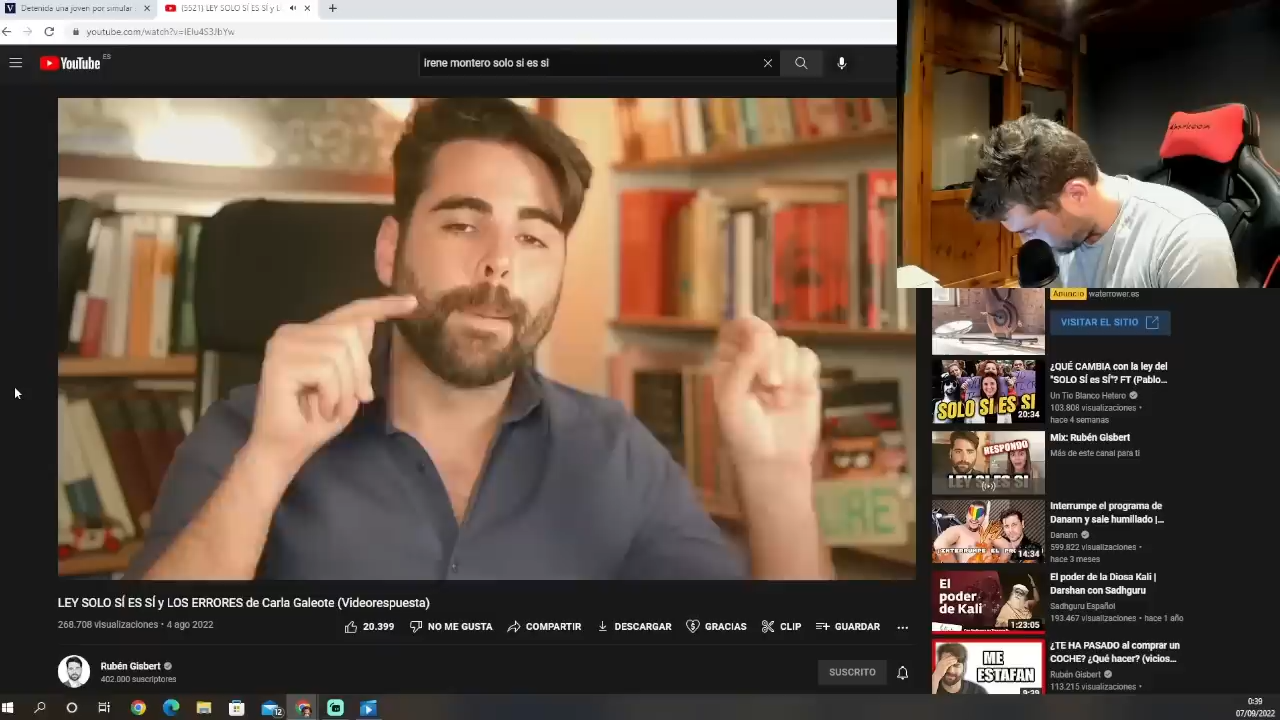 Detenida una joven por simular
(5521) LEY SOLO SÍ ES SÍ y L
youtube.com/watch?v=IEIu4S3JbYw
YouTube ES
irene montero solo si es si
LEY SOLO SÍ ES SÍ y LOS ERRORES de Carla Galeote (Videorespuesta)
268.708 visualizaciones • 4 ago 2022
20.399
NO ME GUSTA
COMPARTIR
DESCARGAR
GRACIAS
CLIP
GUARDAR
Rubén Gisbert
402.000 suscriptores
SUSCRITO
Anuncio waterrower.es
VISITAR EL SITIO
SOLO SI ES SI
20:34
¿QUÉ CAMBIA con la ley del
"SOLO SÍ es SÍ"? FT (Pablo...
Un Tio Blanco Hetero
103.808 visualizaciones •
hace 4 semanas
RESPONDO
LEY SI ES SI
Mix: Rubén Gisbert
Más de este canal para ti
14:34
Interrumpe el programa de
Danann y sale humillado |...
Danann
599.822 visualizaciones •
hace 3 meses
El
poder
de Kali
1:23:05
El poder de la Diosa Kali |
Darshan con Sadhguru
Sadhguru Español
193.467 visualizaciones • hace 1 año
ME
ESTAFAN
9:39
¿TE HA PASADO al comprar un
COCHE? ¿Qué hacer? (vicios...
Rubén Gisbert
113.215 visualizaciones •
12
0:39
07/09/2022